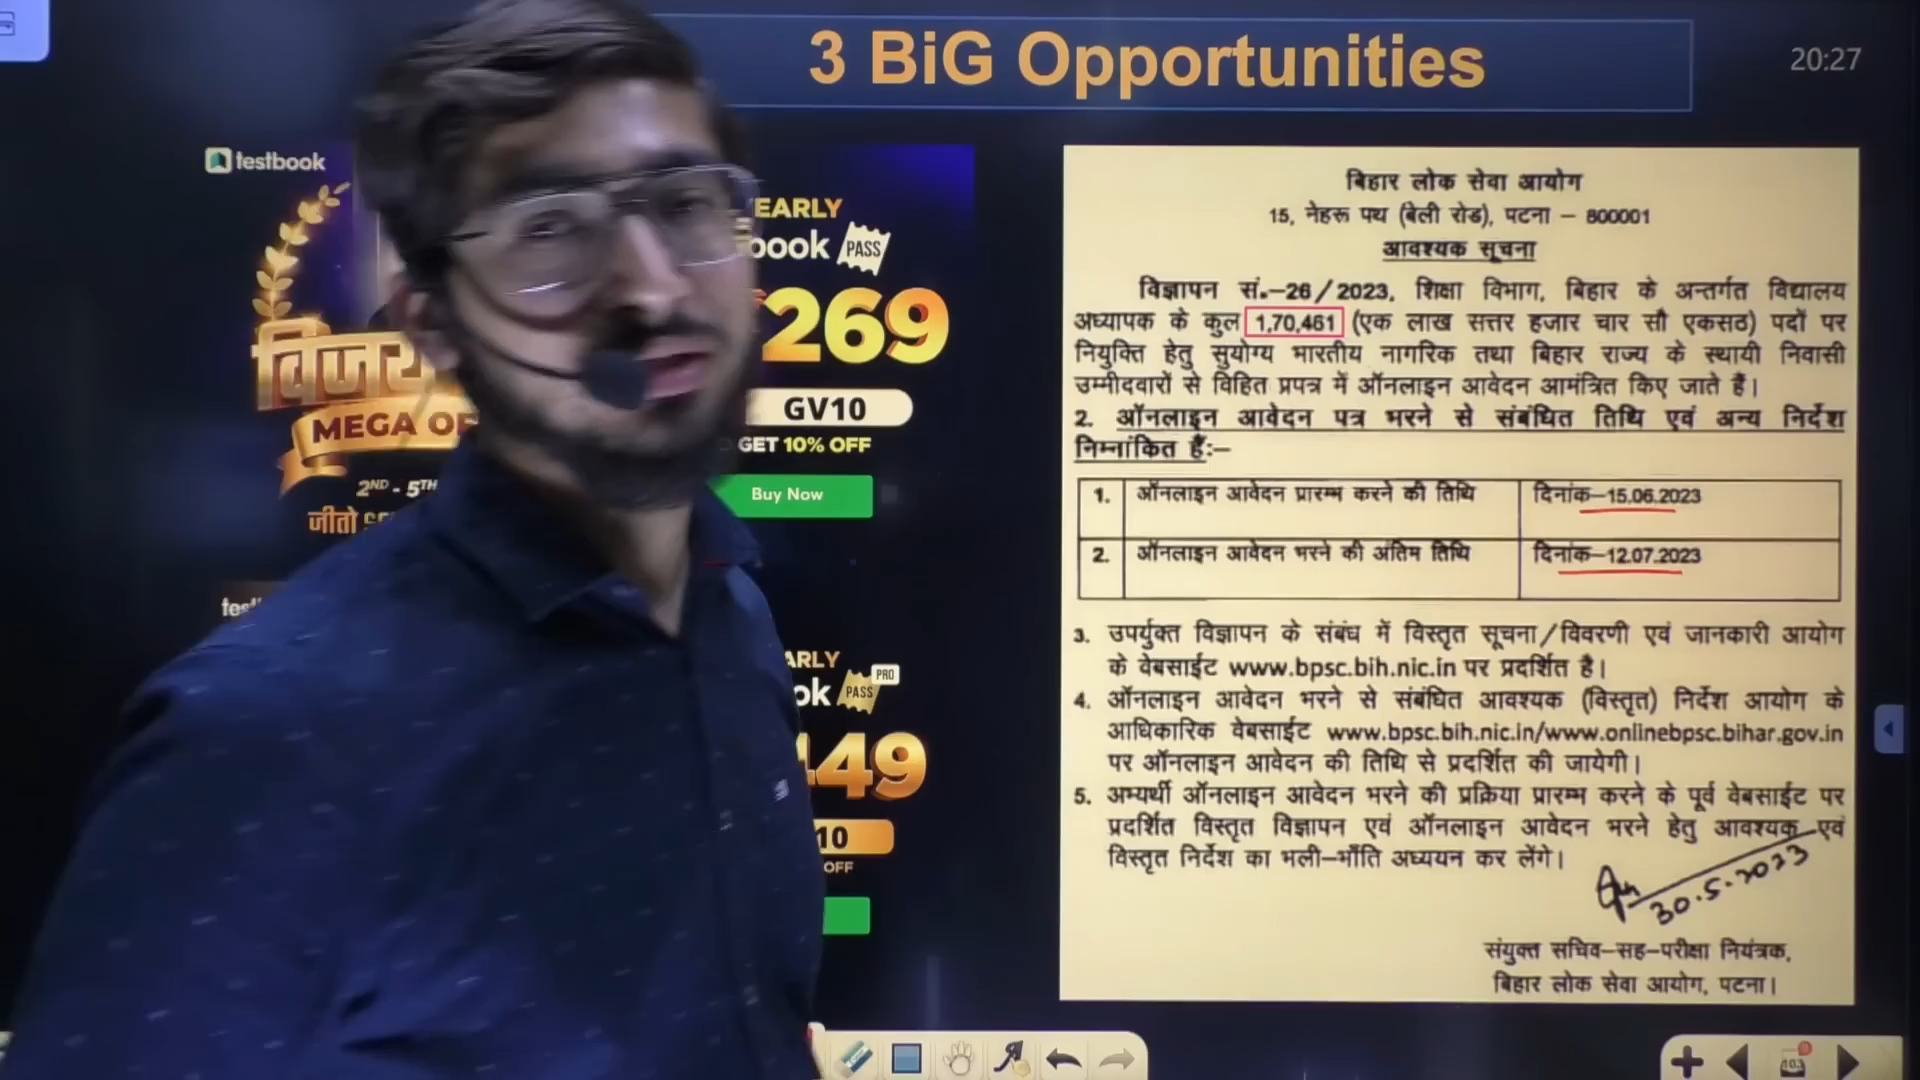 3 BiG Opportunities
20:27
testbook
विजय
MEGA
2ND - 5TH
जीतो
EARLY
book PASS
269
GV10
GET 10% OFF
Buy Now
PRO
PASS
449
10
OFF
बिहार लोक सेवा आयोग
15, नेहरू पथ (बेली रोड), पटना – 800001
आवश्यक सूचना
विज्ञापन सं.–26/2023, शिक्षा विभाग, बिहार के अन्तर्गत विद्यालय
अध्यापक के कुल 1,70,461 (एक लाख सत्तर हजार चार सौ एकसठ) पदों पर
नियुक्ति हेतु सुयोग्य भारतीय नागरिक तथा बिहार राज्य के स्थायी निवासी
उम्मीदवारों से विहित प्रपत्र में ऑनलाइन आवेदन आमंत्रित किए जाते हैं।
2. ऑनलाइन आवेदन पत्र भरने से संबंधित तिथि एवं अन्य निर्देश
निम्नांकित हैं:–
1. ऑनलाइन आवेदन प्रारम्भ करने की तिथि दिनांक–15.06.2023
2. ऑनलाइन आवेदन भरने की अंतिम तिथि दिनांक–12.07.2023
3. उपर्युक्त विज्ञापन के संबंध में विस्तृत सूचना/विवरणी एवं जानकारी आयोग
के वेबसाईट www.bpsc.bih.nic.in पर प्रदर्शित है।
4. ऑनलाइन आवेदन भरने से संबंधित आवश्यक (विस्तृत) निर्देश आयोग के
आधिकारिक वेबसाईट www.bpsc.bih.nic.in/www.onlinebpsc.bihar.gov.in
पर ऑनलाइन आवेदन की तिथि से प्रदर्शित की जायेगी।
5. अभ्यर्थी ऑनलाइन आवेदन भरने की प्रक्रिया प्रारम्भ करने के पूर्व वेबसाईट पर
प्रदर्शित विस्तृत विज्ञापन एवं ऑनलाइन आवेदन भरने हेतु आवश्यक एवं
विस्तृत निर्देश का भली–भाँति अध्ययन कर लेंगे।
30.5.2023
संयुक्त सचिव–सह–परीक्षा नियंत्रक,
बिहार लोक सेवा आयोग, पटना।